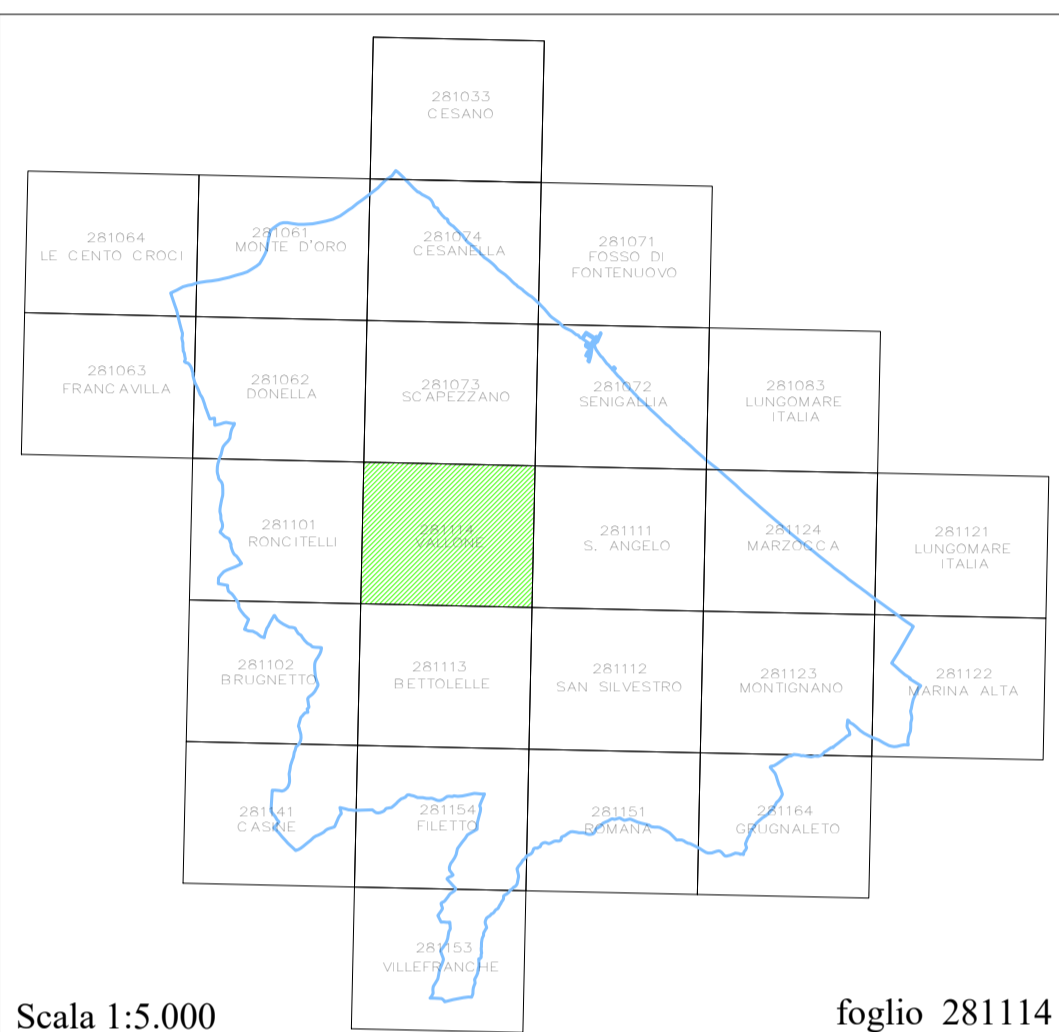 281033
CESANO
281064
LE CENTO CROCI
281061
MONTE D'ORO
281074
CESANELLA
281071
FOSSO DI
FONTENUOVO
281063
FRANCAVILLA
281062
DONELLA
281073
SCAPEZZANO
281072
SENIGALLIA
281083
LUNGOMARE
ITALIA
281101
RONCITELLI
281114
VALLONE
281111
S. ANGELO
281124
MARZOCCA
281121
LUNGOMARE
ITALIA
281102
BRUGNETTO
281113
BETTOLELLE
281112
SAN SILVESTRO
281123
MONTIGNANO
281122
MARINA ALTA
281141
CASINE
281154
FILETTO
281151
ROMANA
281164
GRUGNALETO
281153
VILLEFRANCHE
Scala 1:5.000
foglio 281114